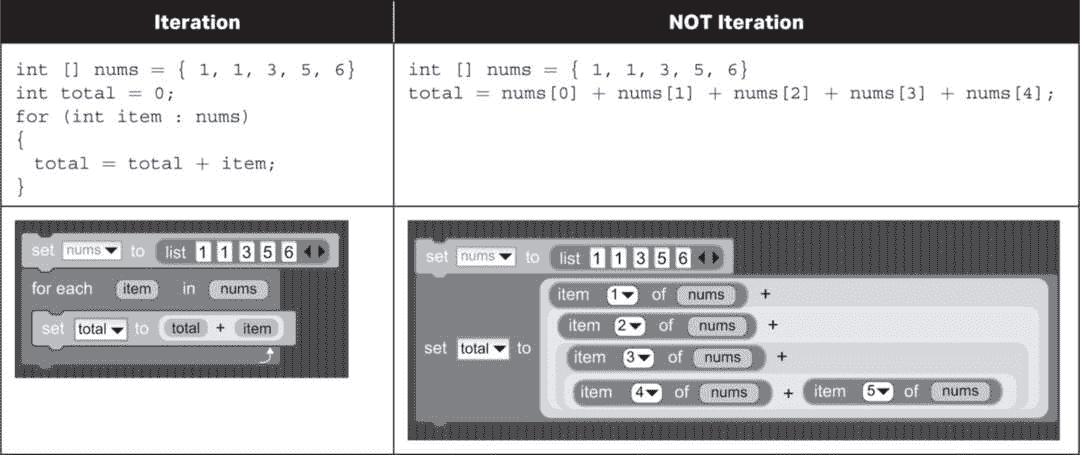 Iteration
NOT Iteration
int [] nums = { 1, 1, 3, 5, 6}
int total = 0;
for (int item : nums)
{
total = total + item;
}
int [] nums = { 1, 1, 3, 5, 6}
total = nums[0] + nums[1] + nums[2] + nums[3] + nums[4];
set nums to list 1 1 3 5 6
for each item in nums
set total to total + item
set nums to list 1 1 3 5 6
item 1 of nums +
item 2 of nums +
set total to
item 3 of nums +
item 4 of nums + item 5 of nums